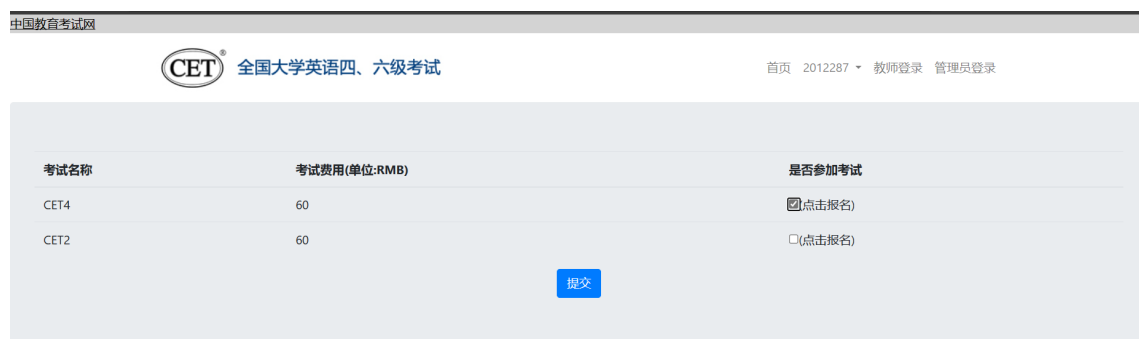 中国教育考试网
CET® 全国大学英语四、六级考试 首页 2012287 教师登录 管理员登录
考试名称 考试费用(单位:RMB) 是否参加考试
CET4 60 (点击报名)
CET2 60 (点击报名)
提交